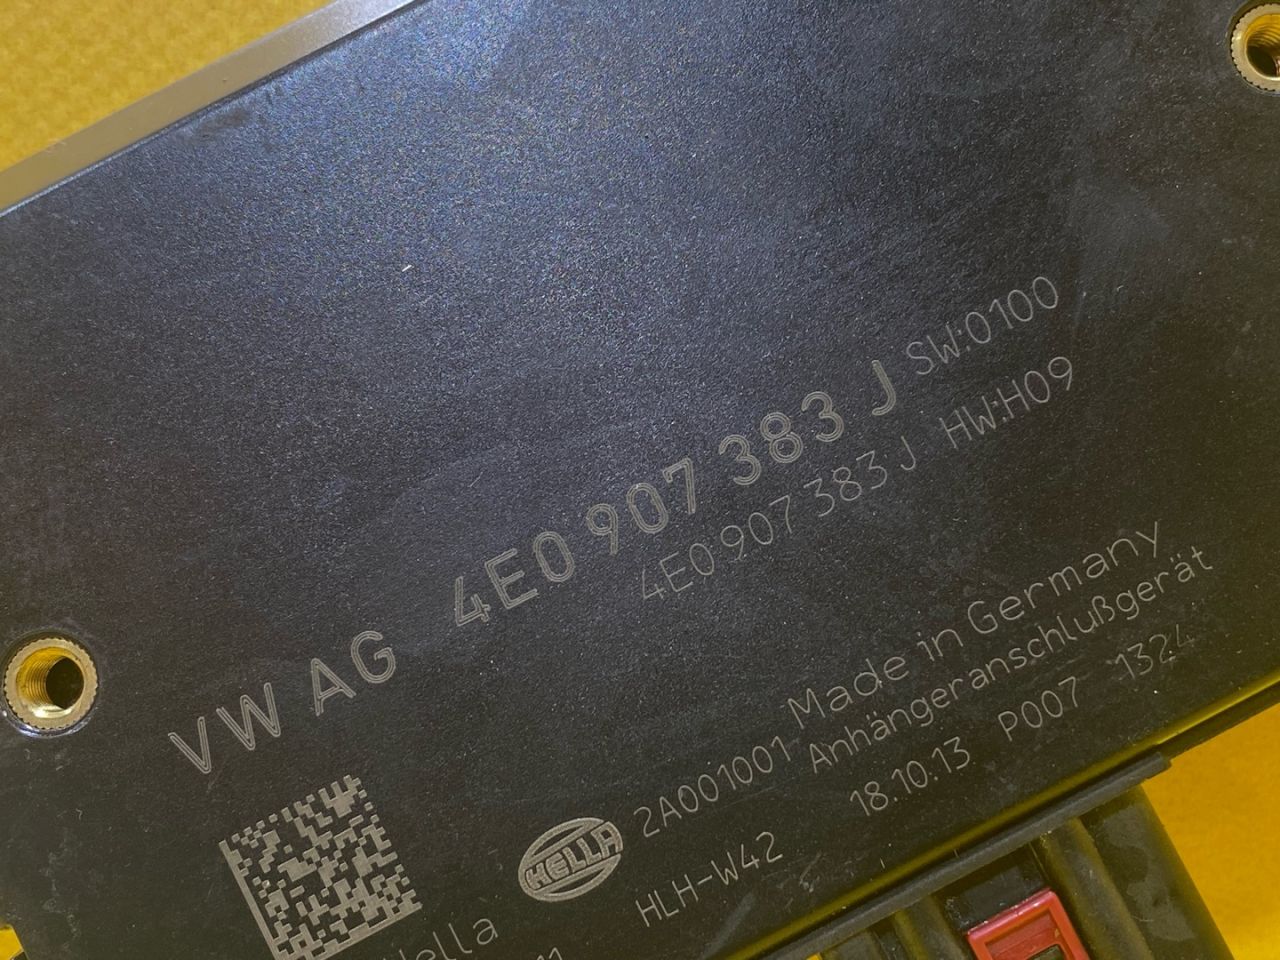 VW AG 4E0 907 383 J SW:0100
4E0 907 383 J HW:H09
HELLA 2A001001 Made in Germany
Anhängeranschlußgerät
HLH-W42 18.10.13 P007 1324
Hella
11